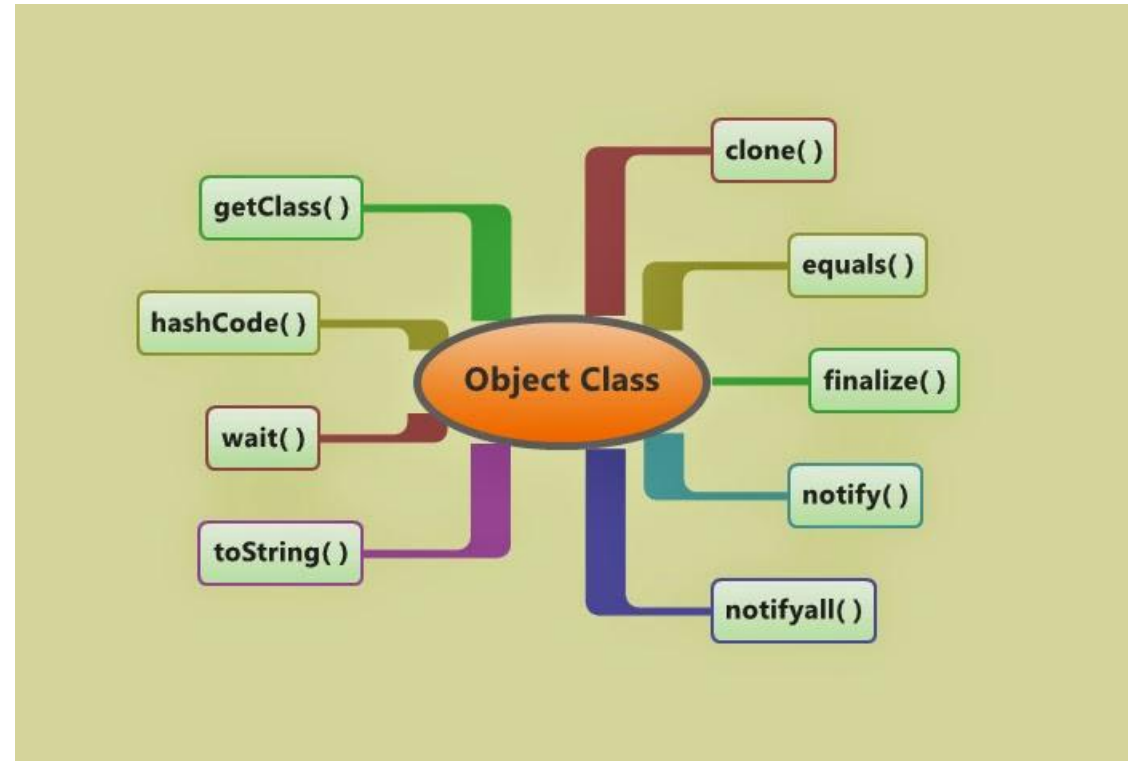 clone( )
getClass( )
equals( )
hashCode( )
Object Class
finalize( )
wait( )
notify( )
toString( )
notifyall( )